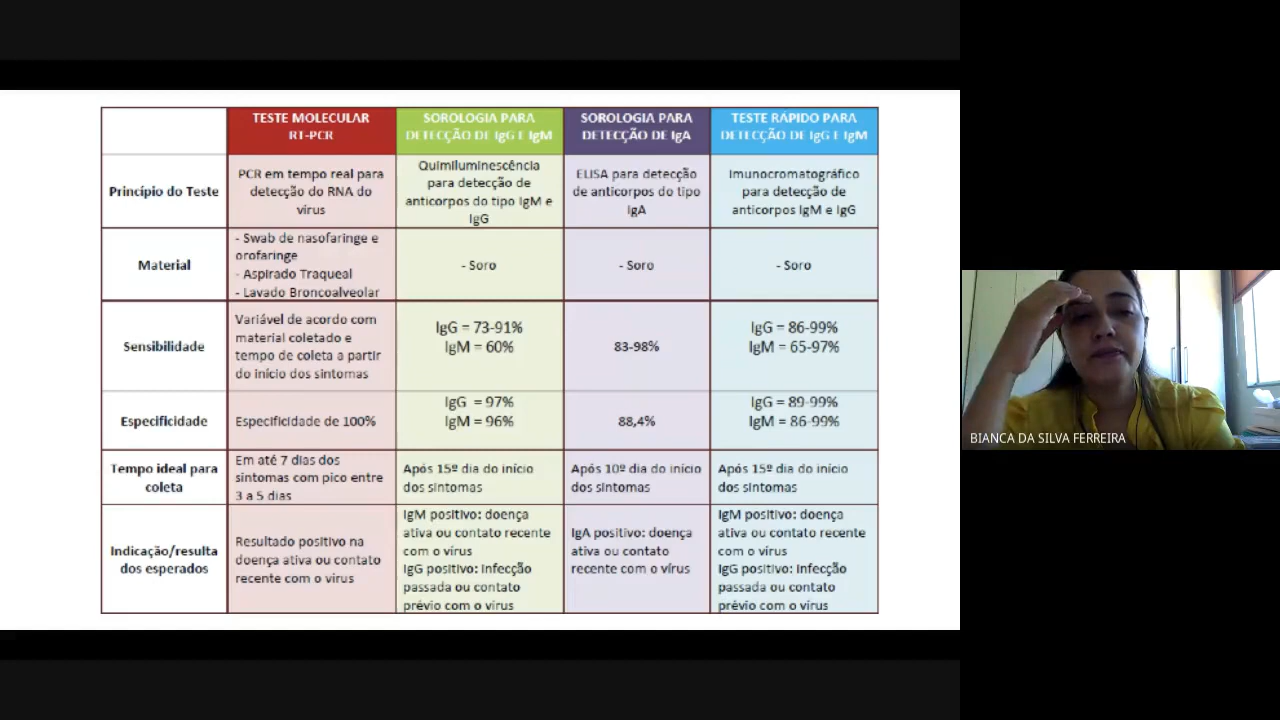 TESTE MOLECULAR
RT-PCR
SOROLOGIA PARA
DETECÇÃO DE IgG E IgM
SOROLOGIA PARA
DETECÇÃO DE IgA
TESTE RÁPIDO PARA
DETECÇÃO DE IgG E IgM
Princípio do Teste
PCR em tempo real para
detecção do RNA do
vírus
Quimiluminescência
para detecção de
anticorpos do tipo IgM e
IgG
ELISA para detecção
de anticorpos do tipo
IgA
Imunocromatográfico
para detecção de
anticorpos IgM e IgG
Material
- Swab de nasofaringe e
orofaringe
- Aspirado Traqueal
- Lavado Broncoalveolar
- Soro
- Soro
- Soro
Sensibilidade
Variável de acordo com
material coletado e
tempo de coleta a partir
do início dos sintomas
IgG = 73-91%
IgM = 60%
83-98%
IgG = 86-99%
IgM = 65-97%
Especificidade
Especificidade de 100%
IgG = 97%
IgM = 96%
88,4%
IgG = 89-99%
IgM = 86-99%
Tempo ideal para
coleta
Em até 7 dias dos
sintomas com pico entre
3 a 5 dias
Após 15º dia do início
dos sintomas
Após 10º dia do início
dos sintomas
Após 15º dia do início
dos sintomas
Indicação/resulta
dos esperados
Resultado positivo na
doença ativa ou contato
recente com o vírus
IgM positivo: doença
ativa ou contato recente
com o vírus
IgG positivo: infecção
passada ou contato
prévio com o vírus
IgA positivo: doença
ativa ou contato
recente com o vírus
IgM positivo: doença
ativa ou contato recente
com o vírus
IgG positivo: infecção
passada ou contato
prévio com o vírus
BIANCA DA SILVA FERREIRA